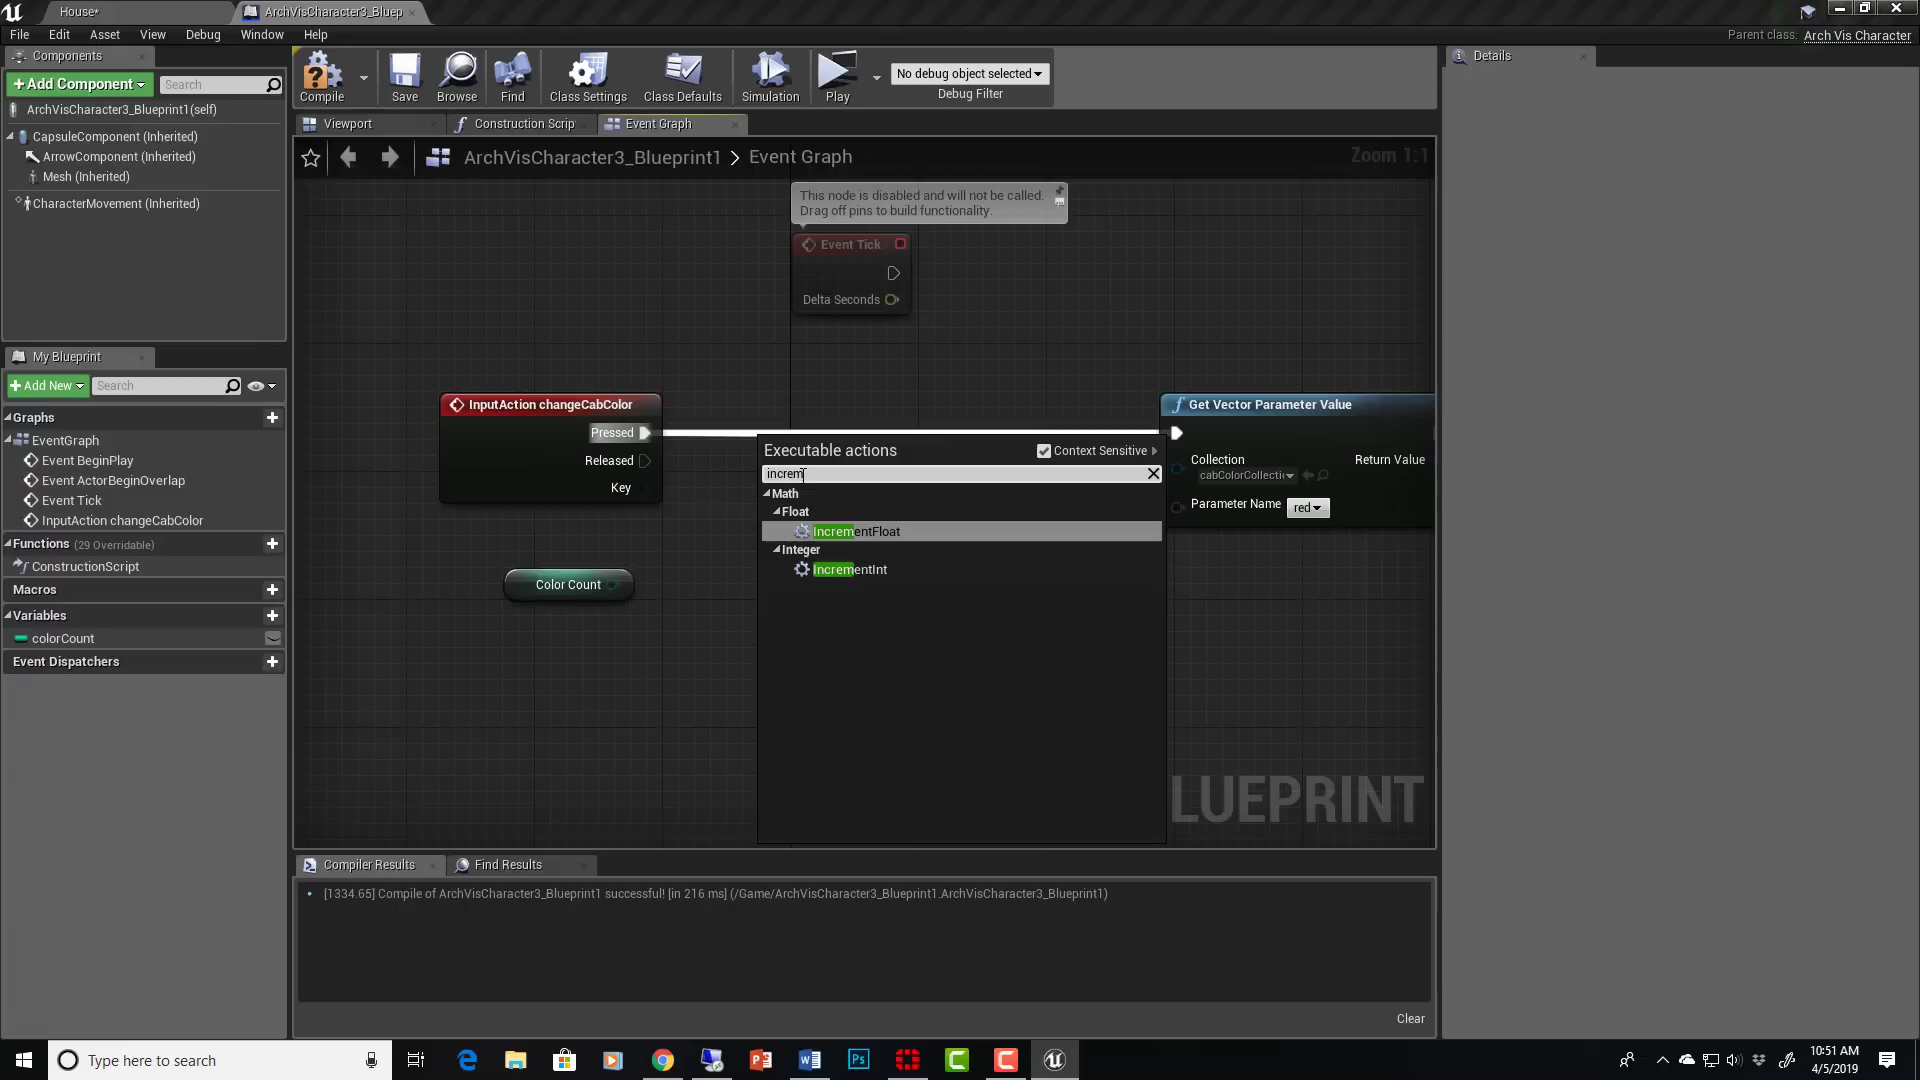 House*
ArchVisCharacter3_Bluep
File Edit Asset View Debug Window Help
Parent class: Arch Vis Character
Components
+Add Component
Search
ArchVisCharacter3_Blueprint1(self)
CapsuleComponent (Inherited)
ArrowComponent (Inherited)
Mesh (Inherited)
CharacterMovement (Inherited)
Compile
Save
Browse
Find
Class Settings
Class Defaults
Simulation
Play
No debug object selected
Debug Filter
Details
Viewport
Construction Scrip
Event Graph
ArchVisCharacter3_Blueprint1 > Event Graph
Zoom 1:1
This node is disabled and will not be called.
Drag off pins to build functionality.
Event Tick
Delta Seconds
My Blueprint
+Add New
Search
Graphs
EventGraph
Event BeginPlay
Event ActorBeginOverlap
Event Tick
InputAction changeCabColor
Functions (29 Overridable)
ConstructionScript
Macros
Variables
colorCount
Event Dispatchers
InputAction changeCabColor
Pressed
Released
Key
Color Count
Executable actions
Context Sensitive
increm
Math
Float
IncrementFloat
Integer
IncrementInt
Get Vector Parameter Value
Collection
cabColorCollecti
Return Value
Parameter Name
red
LUEPRINT
Compiler Results
Find Results
[1334.65] Compile of ArchVisCharacter3_Blueprint1 successful! [in 216 ms] (/Game/ArchVisCharacter3_Blueprint1.ArchVisCharacter3_Blueprint1)
Clear
Type here to search
10:51 AM
4/5/2019